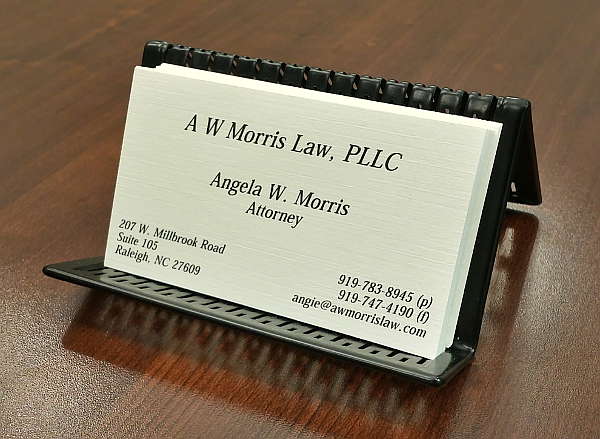 A W Morris Law, PLLC
Angela W. Morris
Attorney
207 W. Millbrook Road
Suite 105
Raleigh, NC 27609
919-783-8945 (p)
919-747-4190 (f)
angie@awmorrislaw.com